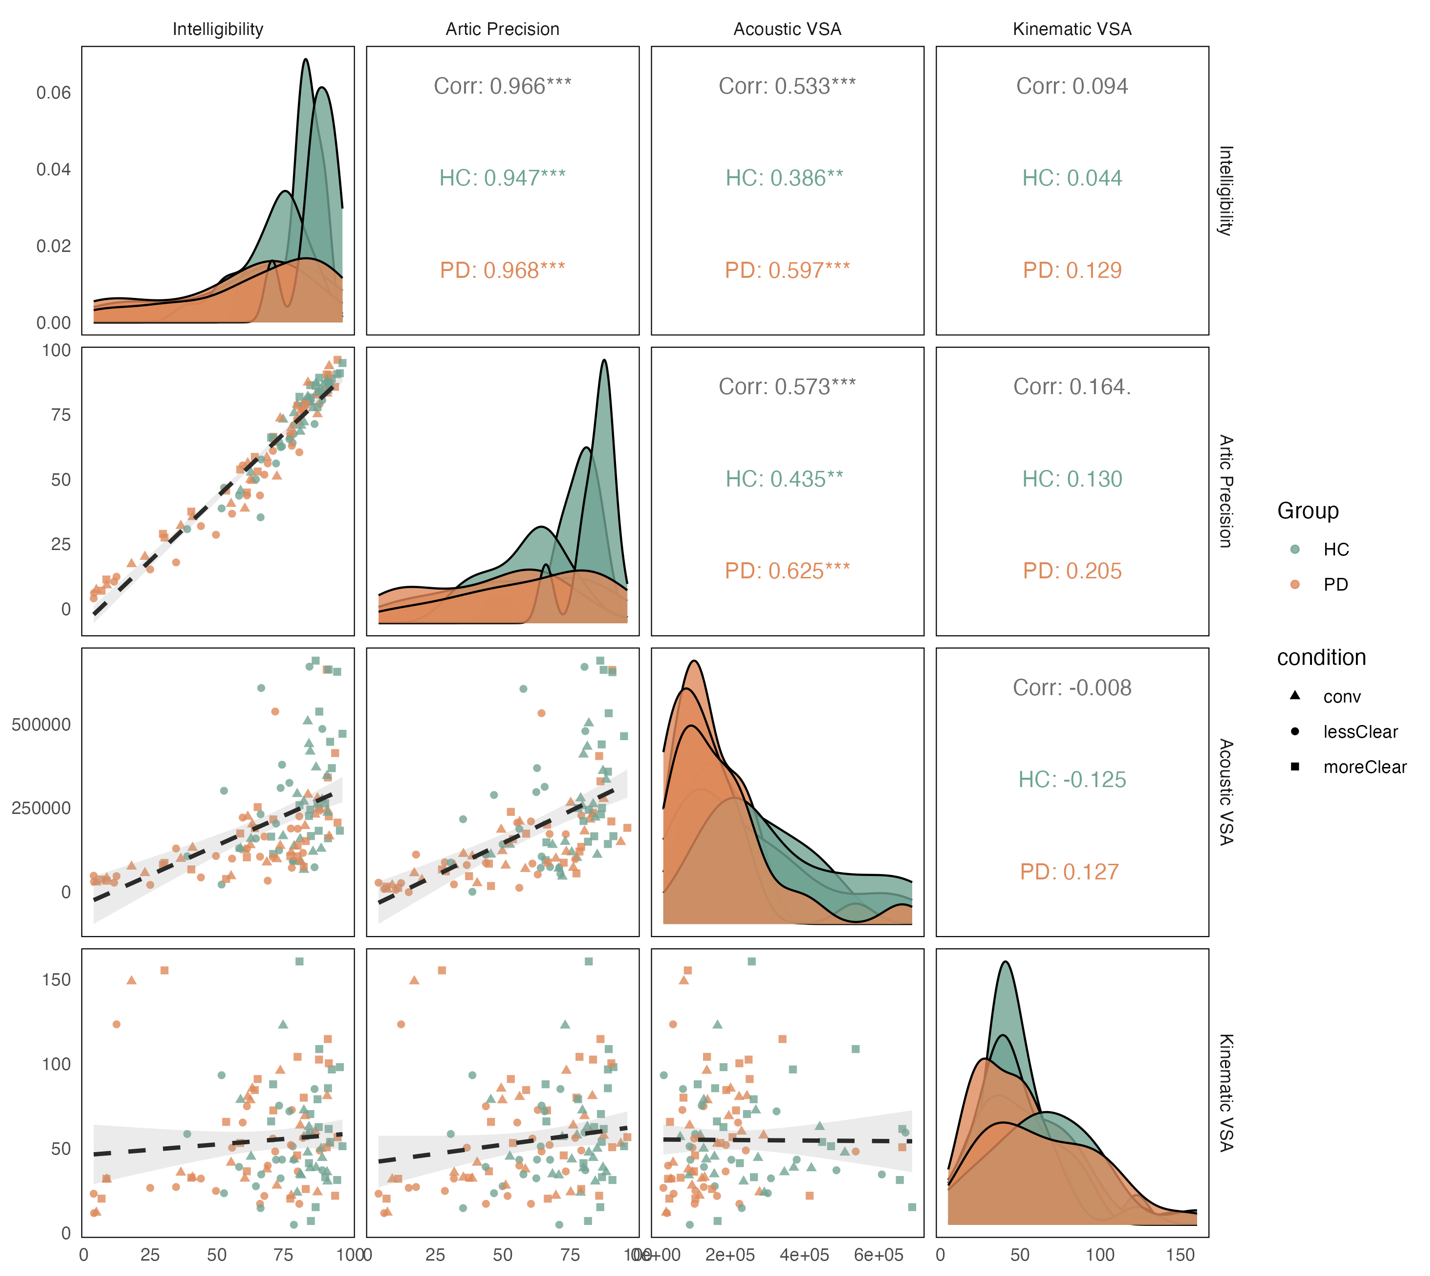 Intelligibility
Artic Precision
Acoustic VSA
Kinematic VSA
0.06
0.04
0.02
0.00
Corr: 0.966***
HC: 0.947***
PD: 0.968***
Corr: 0.533***
HC: 0.386**
PD: 0.597***
Corr: 0.094
HC: 0.044
PD: 0.129
Intelligibility
100
75
50
25
0
Corr: 0.573***
HC: 0.435**
PD: 0.625***
Corr: 0.164.
HC: 0.130
PD: 0.205
Artic Precision
500000
250000
0
Corr: -0.008
HC: -0.125
PD: 0.127
Acoustic VSA
150
100
50
0
Kinematic VSA
0
25
50
75
100
0
25
50
75
100
0e+00
2e+05
4e+05
6e+05
0
50
100
150
Group
HC
PD
condition
conv
lessClear
moreClear